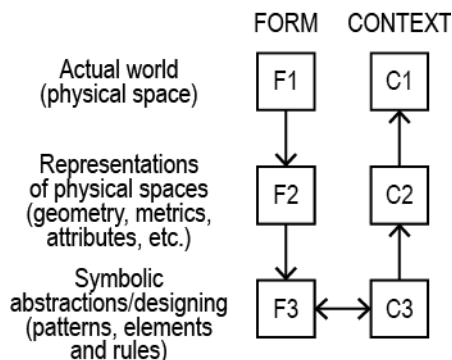 FORM CONTEXT
Actual world
(physical space)
F1 C1
Representations
of physical spaces
(geometry, metrics,
attributes, etc.)
F2 C2
Symbolic
abstractions/designing
(patterns, elements
and rules)
F3 C3